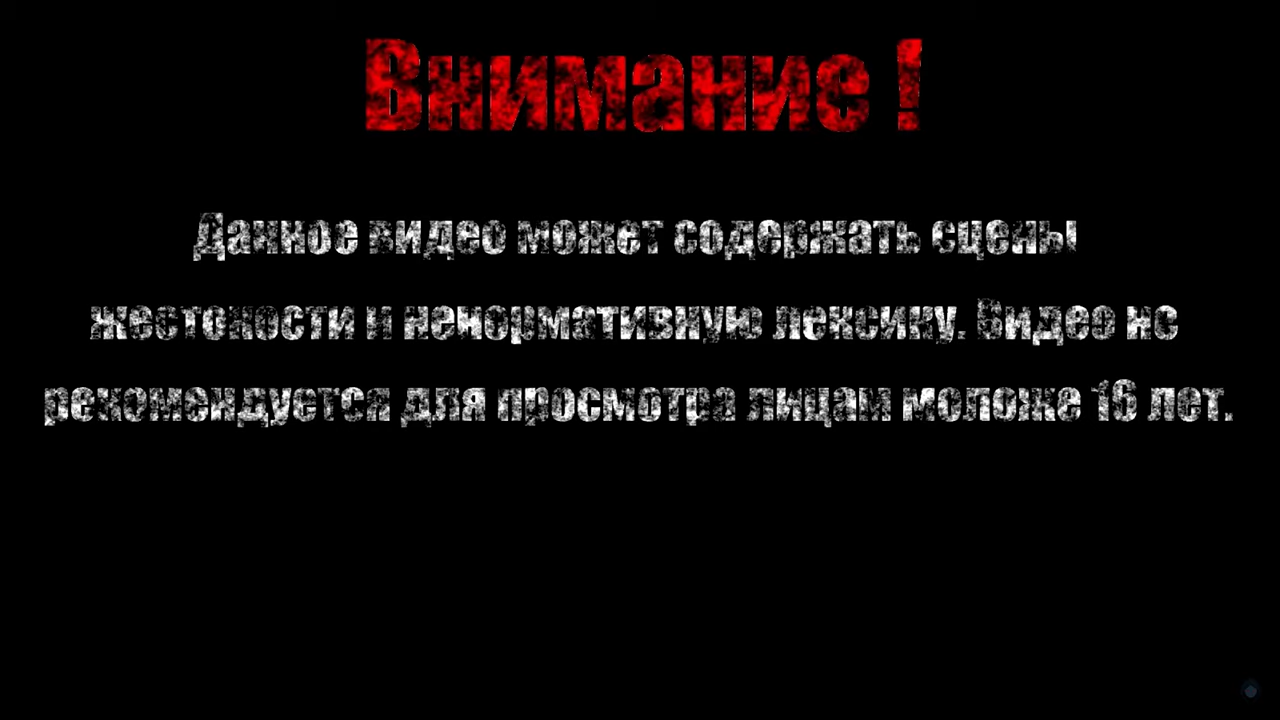 Внимание !
Данное видео может содержать сцены
жестокости и ненормативную лексику. Видео не
рекомендуется для просмотра лицам моложе 16 лет.